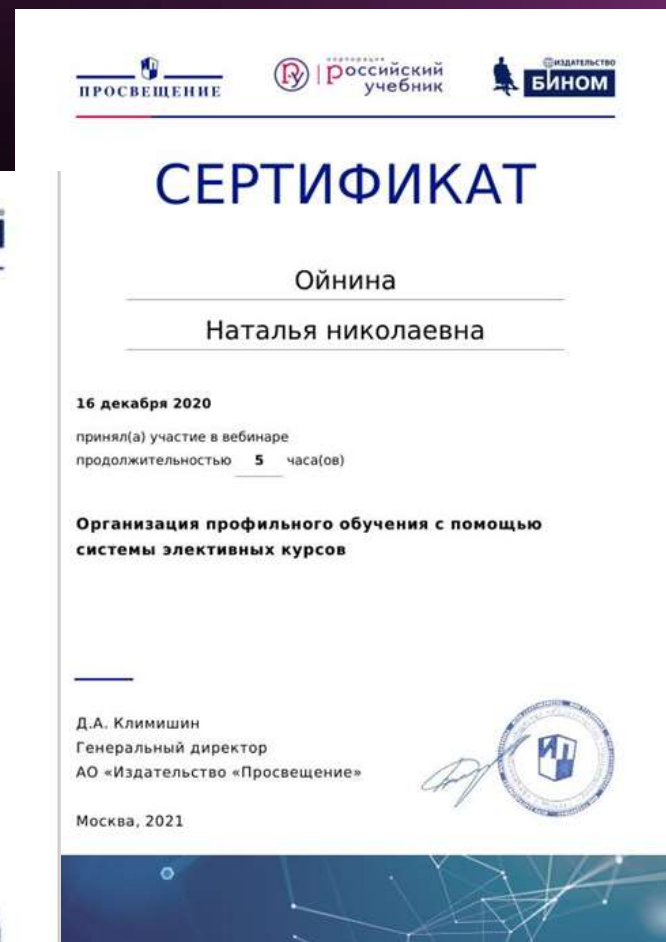 ПРОСВЕЩЕНИЕ
корпорация
российский
учебник
ИЗДАТЕЛЬСТВО
БИНОМ
СЕРТИФИКАТ
Ойнина
Наталья николаевна
16 декабря 2020
принял(а) участие в вебинаре
продолжительностью 5 часа(ов)
Организация профильного обучения с помощью
системы элективных курсов
Д.А. Климишин
Генеральный директор
АО «Издательство «Просвещение»
Москва, 2021